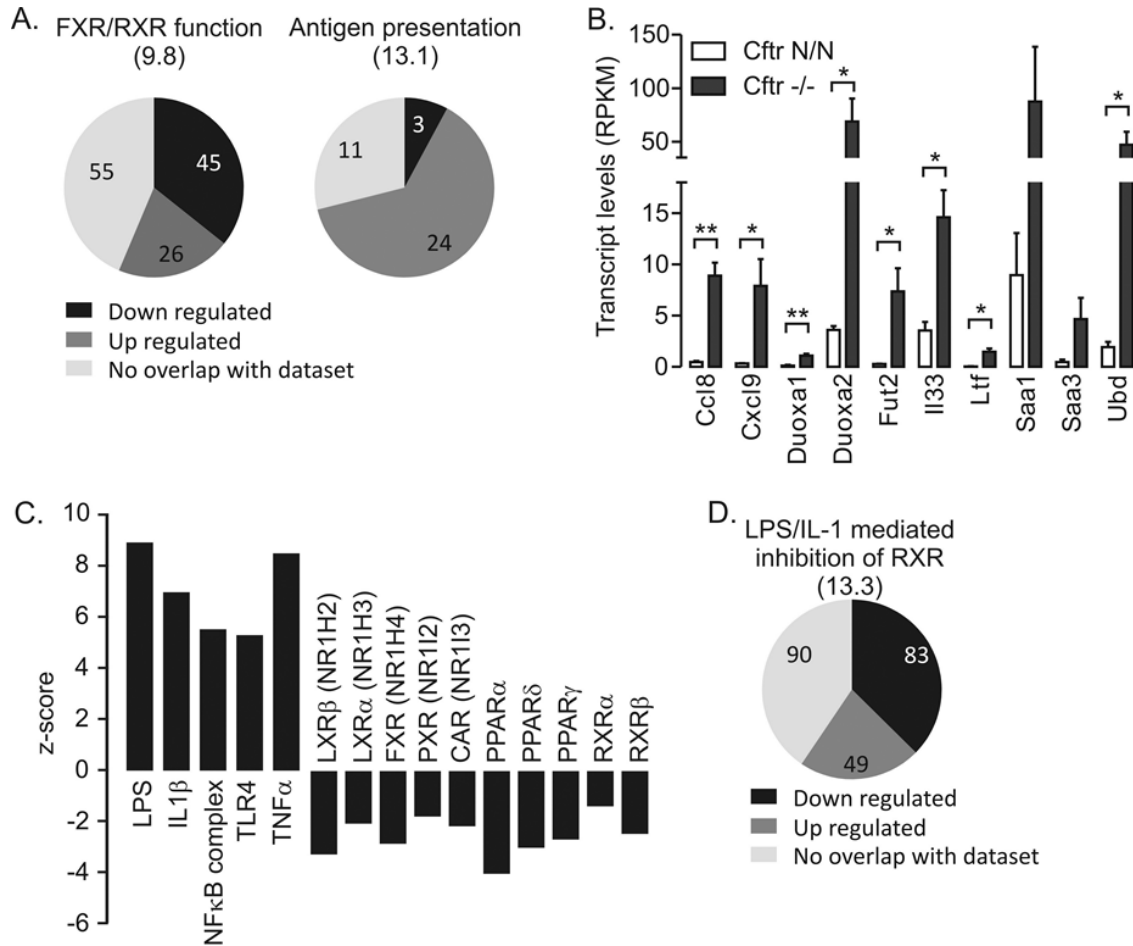 A.
FXR/RXR function
(9.8)
Antigen presentation
(13.1)
55
45
26
11
3
24
Down regulated
Up regulated
No overlap with dataset
B.
Transcript levels (RPKM)
150
100
50
15
10
5
0
Cftr N/N
Cftr -/-
**
*
**
*
*
*
*
*
Ccl8
Cxcl9
Duoxa1
Duoxa2
Fut2
Il33
Ltf
Saa1
Saa3
Ubd
C.
z-score
10
8
6
4
2
0
-2
-4
-6
LPS
IL1β
NFκB complex
TLR4
TNFα
LXRβ (NR1H2)
LXRα (NR1H3)
FXR (NR1H4)
PXR (NR1I2)
CAR (NR1I3)
PPARα
PPARδ
PPARγ
RXRα
RXRβ
D.
LPS/IL-1 mediated
inhibition of RXR
(13.3)
90
83
49
Down regulated
Up regulated
No overlap with dataset